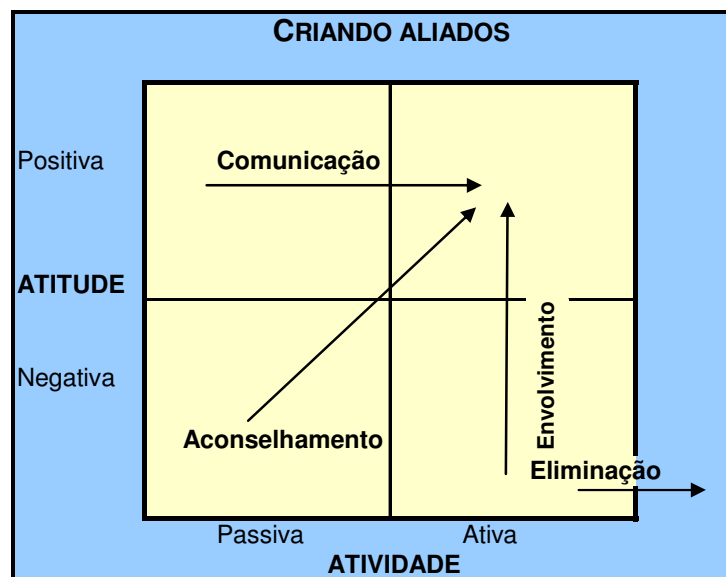 CRIANDO ALIADOS
Positiva
Comunicação
ATITUDE
Negativa
Envolvimento
Aconselhamento
Eliminação
Passiva
Ativa
ATIVIDADE